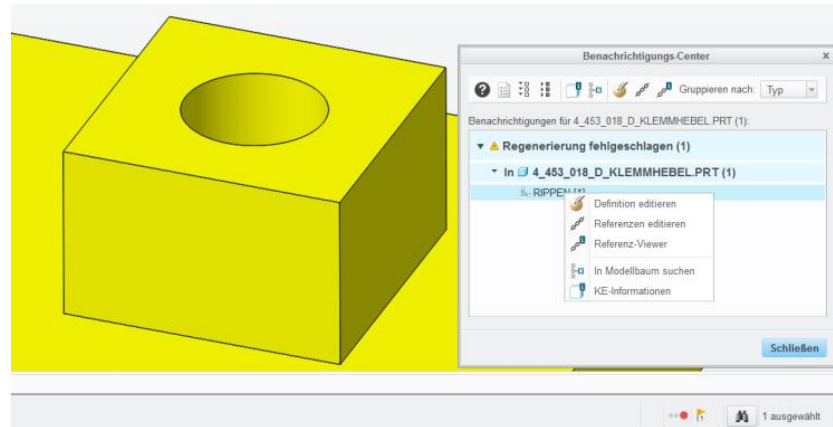 Benachrichtigungs-Center
x
Gruppieren nach: Typ
Benachrichtigungen für 4_453_018_D_KLEMMHEBEL.PRT (1):
Regenerierung fehlgeschlagen (1)
In 4_453_018_D_KLEMMHEBEL.PRT (1)
RIPPEN (1)
Definition editieren
Referenzen editieren
Referenz-Viewer
In Modellbaum suchen
KE-Informationen
Schließen
1 ausgewählt